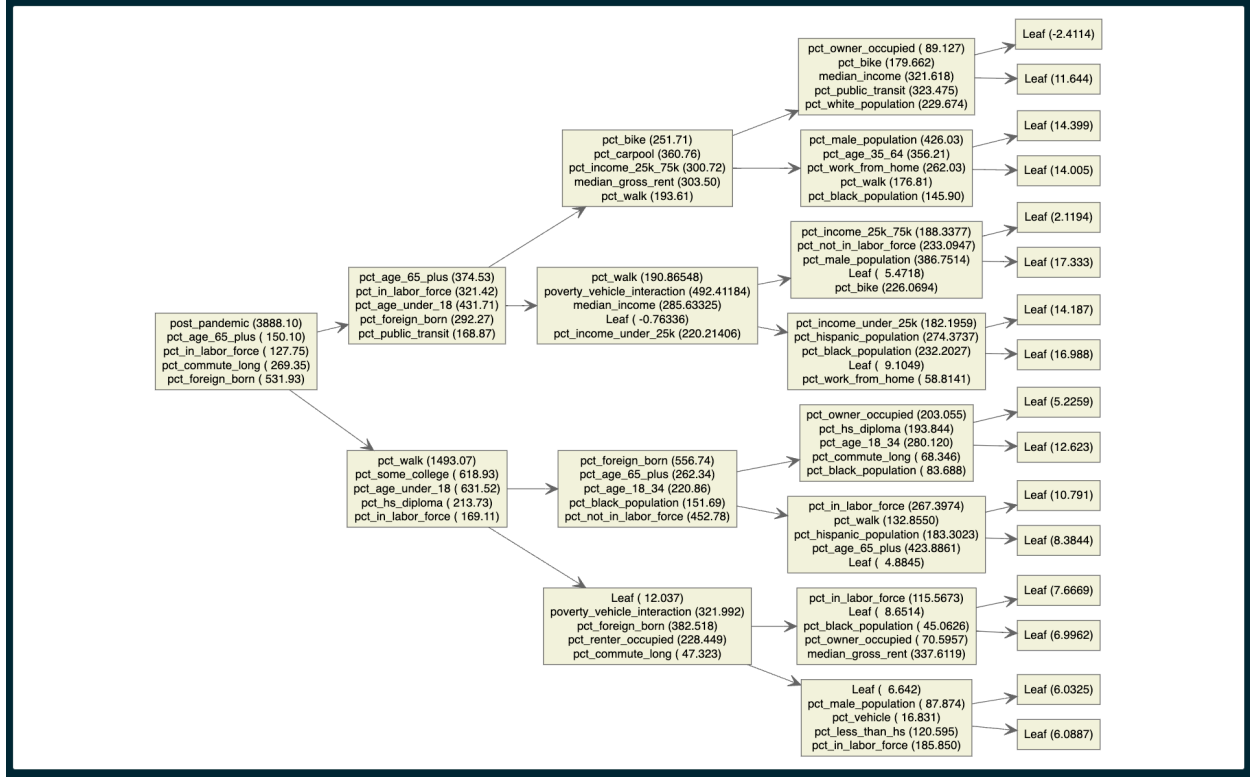 post_pandemic (3888.10)
pct_age_65_plus ( 150.10)
pct_in_labor_force ( 127.75)
pct_commute_long ( 269.35)
pct_foreign_born ( 531.93)
pct_age_65_plus (374.53)
pct_in_labor_force (321.42)
pct_age_under_18 (431.71)
pct_foreign_born (292.27)
pct_public_transit (168.87)
pct_walk (1493.07)
pct_some_college ( 618.93)
pct_age_under_18 ( 631.52)
pct_hs_diploma ( 213.73)
pct_in_labor_force ( 169.11)
pct_bike (251.71)
pct_carpool (360.76)
pct_income_25k_75k (300.72)
median_gross_rent (303.50)
pct_walk (193.61)
pct_walk (190.86548)
poverty_vehicle_interaction (492.41184)
median_income (285.63325)
Leaf ( -0.76336)
pct_income_under_25k (220.21406)
pct_foreign_born (556.74)
pct_age_65_plus (262.34)
pct_age_18_34 (220.86)
pct_black_population (151.69)
pct_not_in_labor_force (452.78)
Leaf ( 12.037)
poverty_vehicle_interaction (321.992)
pct_foreign_born (382.518)
pct_renter_occupied (228.449)
pct_commute_long ( 47.323)
pct_owner_occupied ( 89.127)
pct_bike (179.662)
median_income (321.618)
pct_public_transit (323.475)
pct_white_population (229.674)
pct_male_population (426.03)
pct_age_35_64 (356.21)
pct_work_from_home (262.03)
pct_walk (176.81)
pct_black_population (145.90)
pct_income_25k_75k (188.3377)
pct_not_in_labor_force (233.0947)
pct_male_population (386.7514)
Leaf ( 5.4718)
pct_bike (226.0694)
pct_income_under_25k (182.1959)
pct_hispanic_population (274.3737)
pct_black_population (232.2027)
Leaf ( 9.1049)
pct_work_from_home ( 58.8141)
pct_owner_occupied (203.055)
pct_hs_diploma (193.844)
pct_age_18_34 (280.120)
pct_commute_long ( 68.346)
pct_black_population ( 83.688)
pct_in_labor_force (267.3974)
pct_walk (132.8550)
pct_hispanic_population (183.3023)
pct_age_65_plus (423.8861)
Leaf ( 4.8845)
pct_in_labor_force (115.5673)
Leaf ( 8.6514)
pct_black_population ( 45.0626)
pct_owner_occupied ( 70.5957)
median_gross_rent (337.6119)
Leaf ( 6.642)
pct_male_population ( 87.874)
pct_vehicle ( 16.831)
pct_less_than_hs (120.595)
pct_in_labor_force (185.850)
Leaf (-2.4114)
Leaf (11.644)
Leaf (14.399)
Leaf (14.005)
Leaf (2.1194)
Leaf (17.333)
Leaf (14.187)
Leaf (16.988)
Leaf (5.2259)
Leaf (12.623)
Leaf (10.791)
Leaf (8.3844)
Leaf (7.6669)
Leaf (6.9962)
Leaf (6.0325)
Leaf (6.0887)